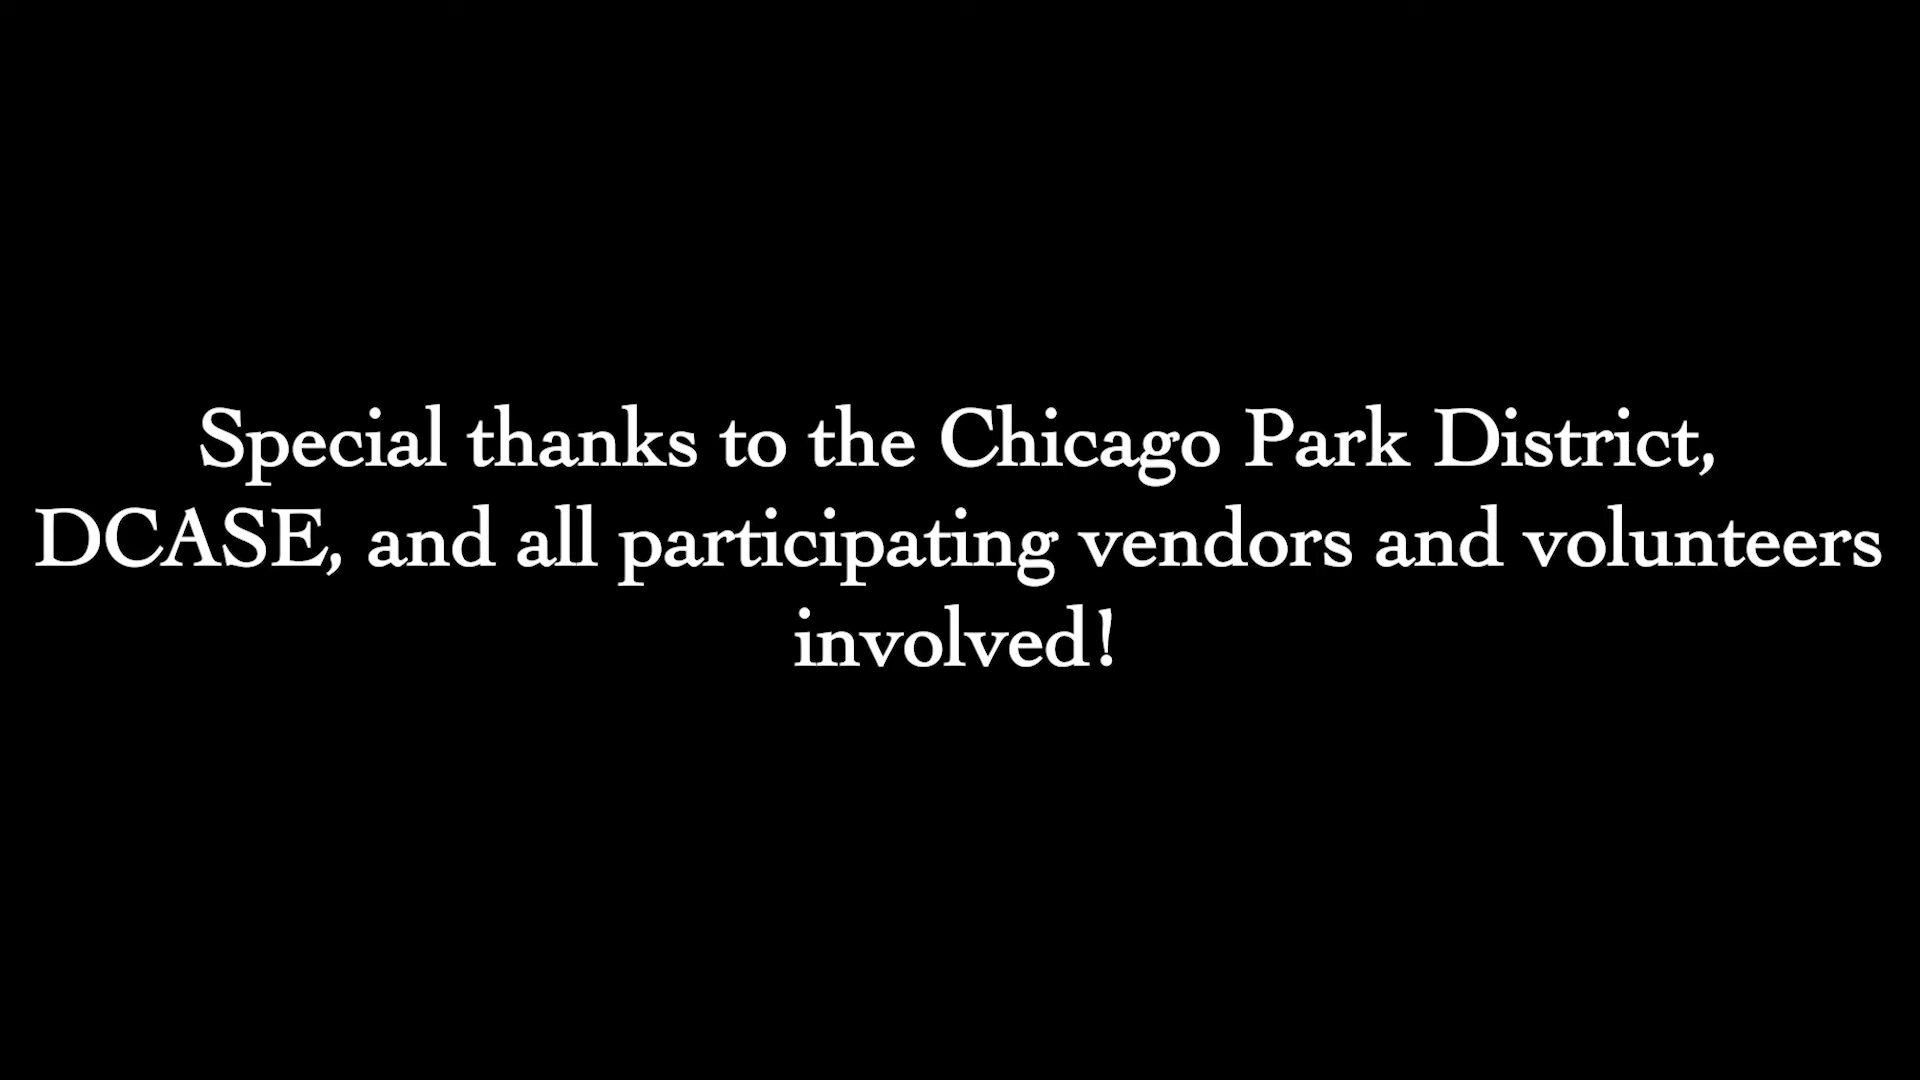 Special thanks to the Chicago Park District,
DCASE, and all participating vendors and volunteers
involved!